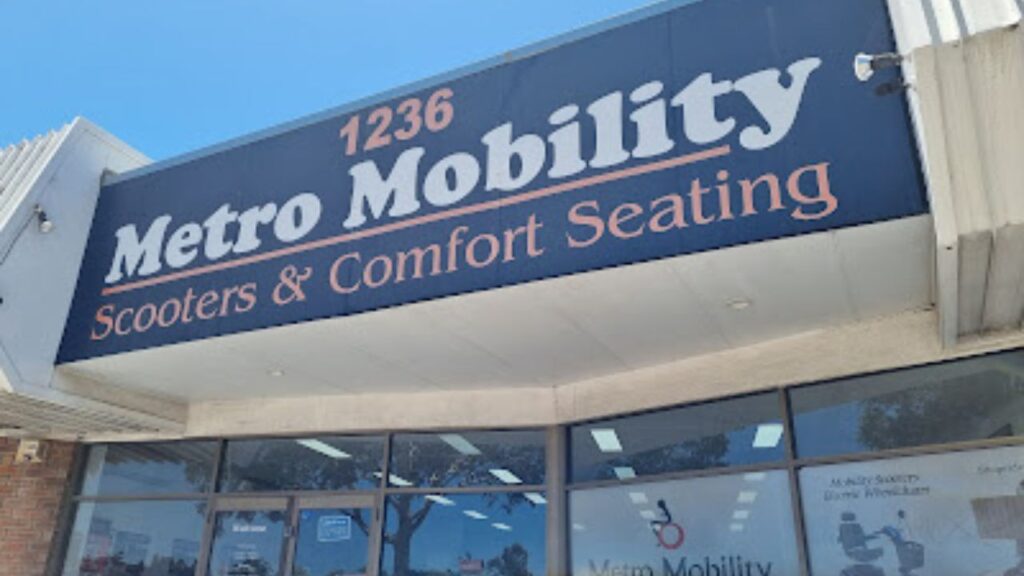 1236
Metro Mobility
Scooters & Comfort Seating
Mobility Scooters
Electric Wheelchairs
Metro Mobility